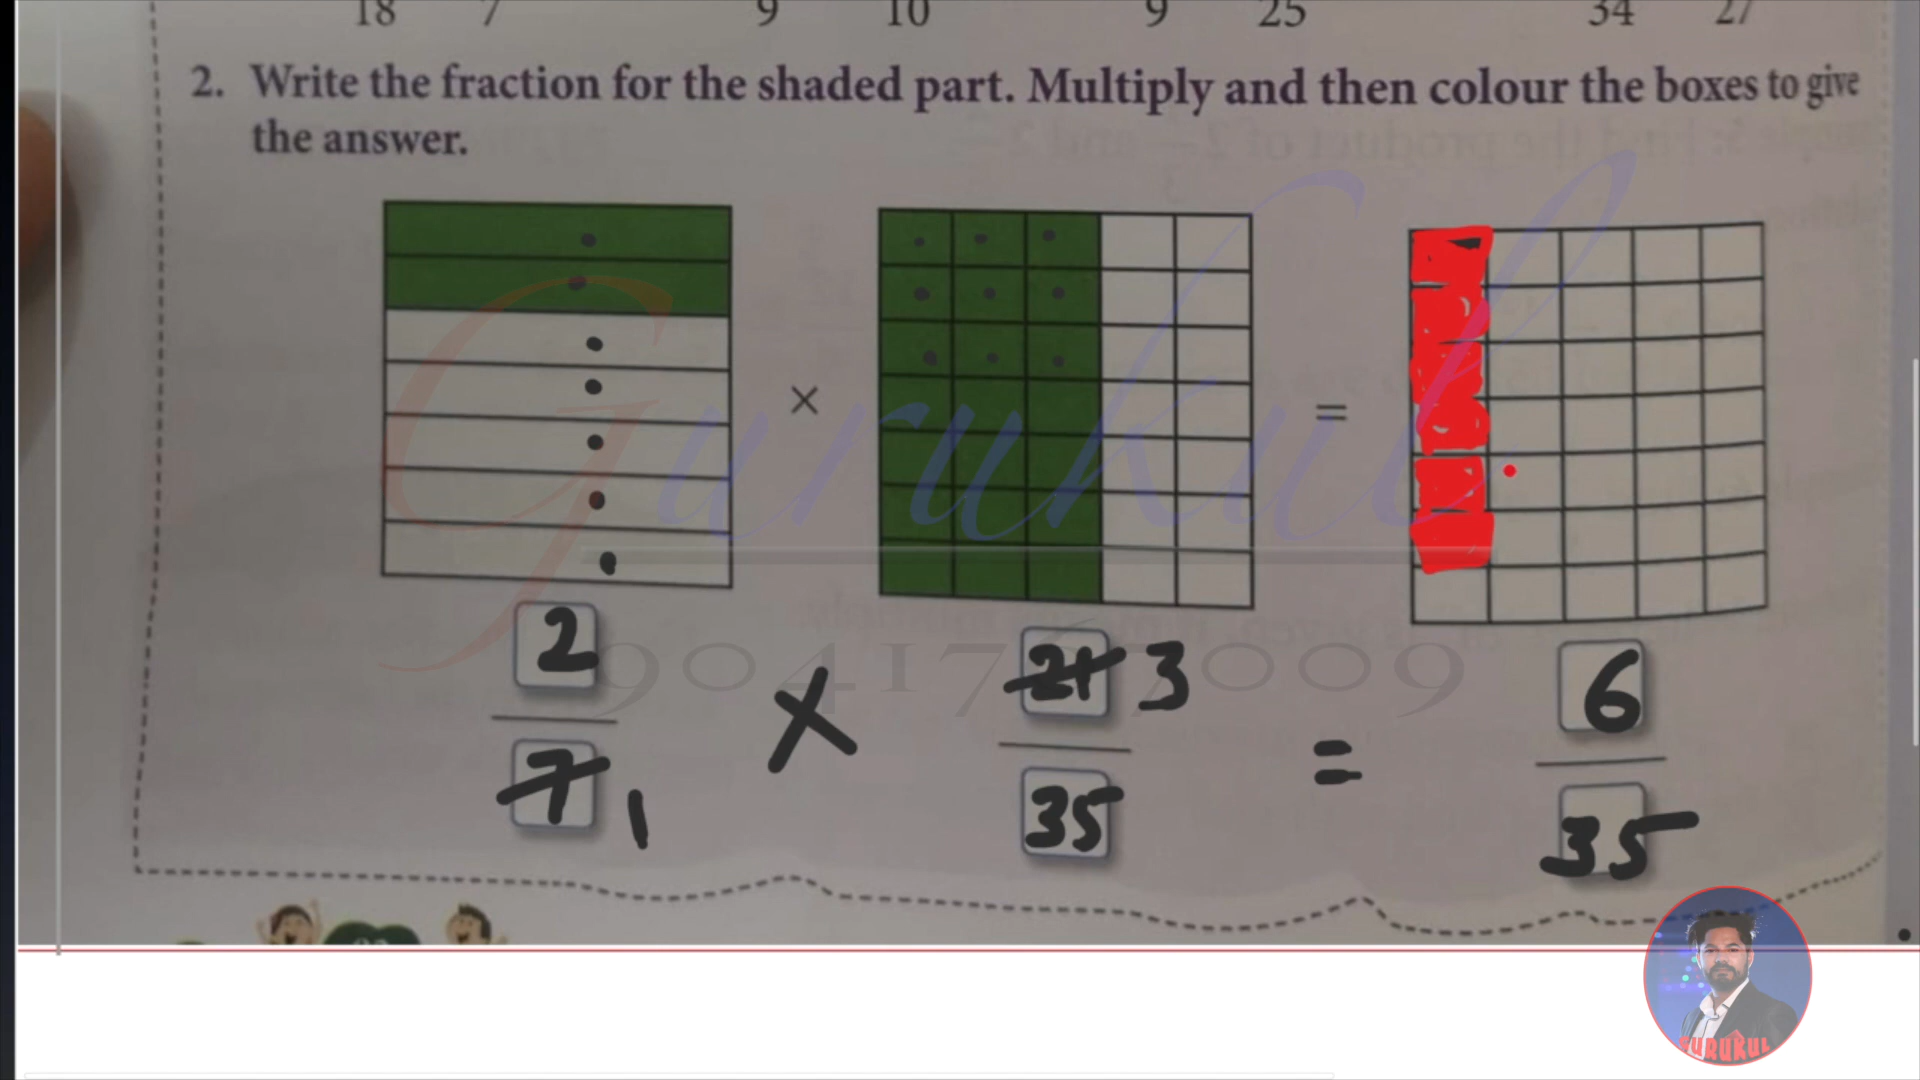 18 7 9 10 9 25 34 27
2. Write the fraction for the shaded part. Multiply and then colour the boxes to give
the answer.
× =
Gurukul
2 21 3 6
× =
7 1 35 35
GURUKUL